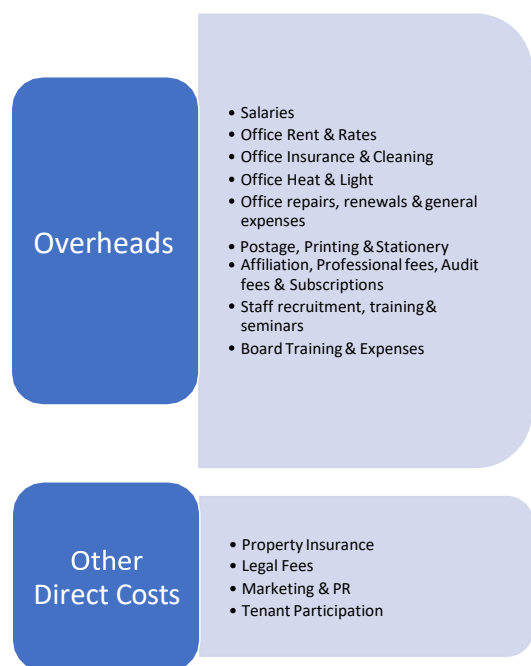 Overheads
• Salaries
• Office Rent & Rates
• Office Insurance & Cleaning
• Office Heat & Light
• Office repairs, renewals & general
expenses
• Postage, Printing & Stationery
• Affiliation, Professional fees, Audit
fees & Subscriptions
• Staff recruitment, training &
seminars
• Board Training & Expenses
Other
Direct Costs
• Property Insurance
• Legal Fees
• Marketing & PR
• Tenant Participation